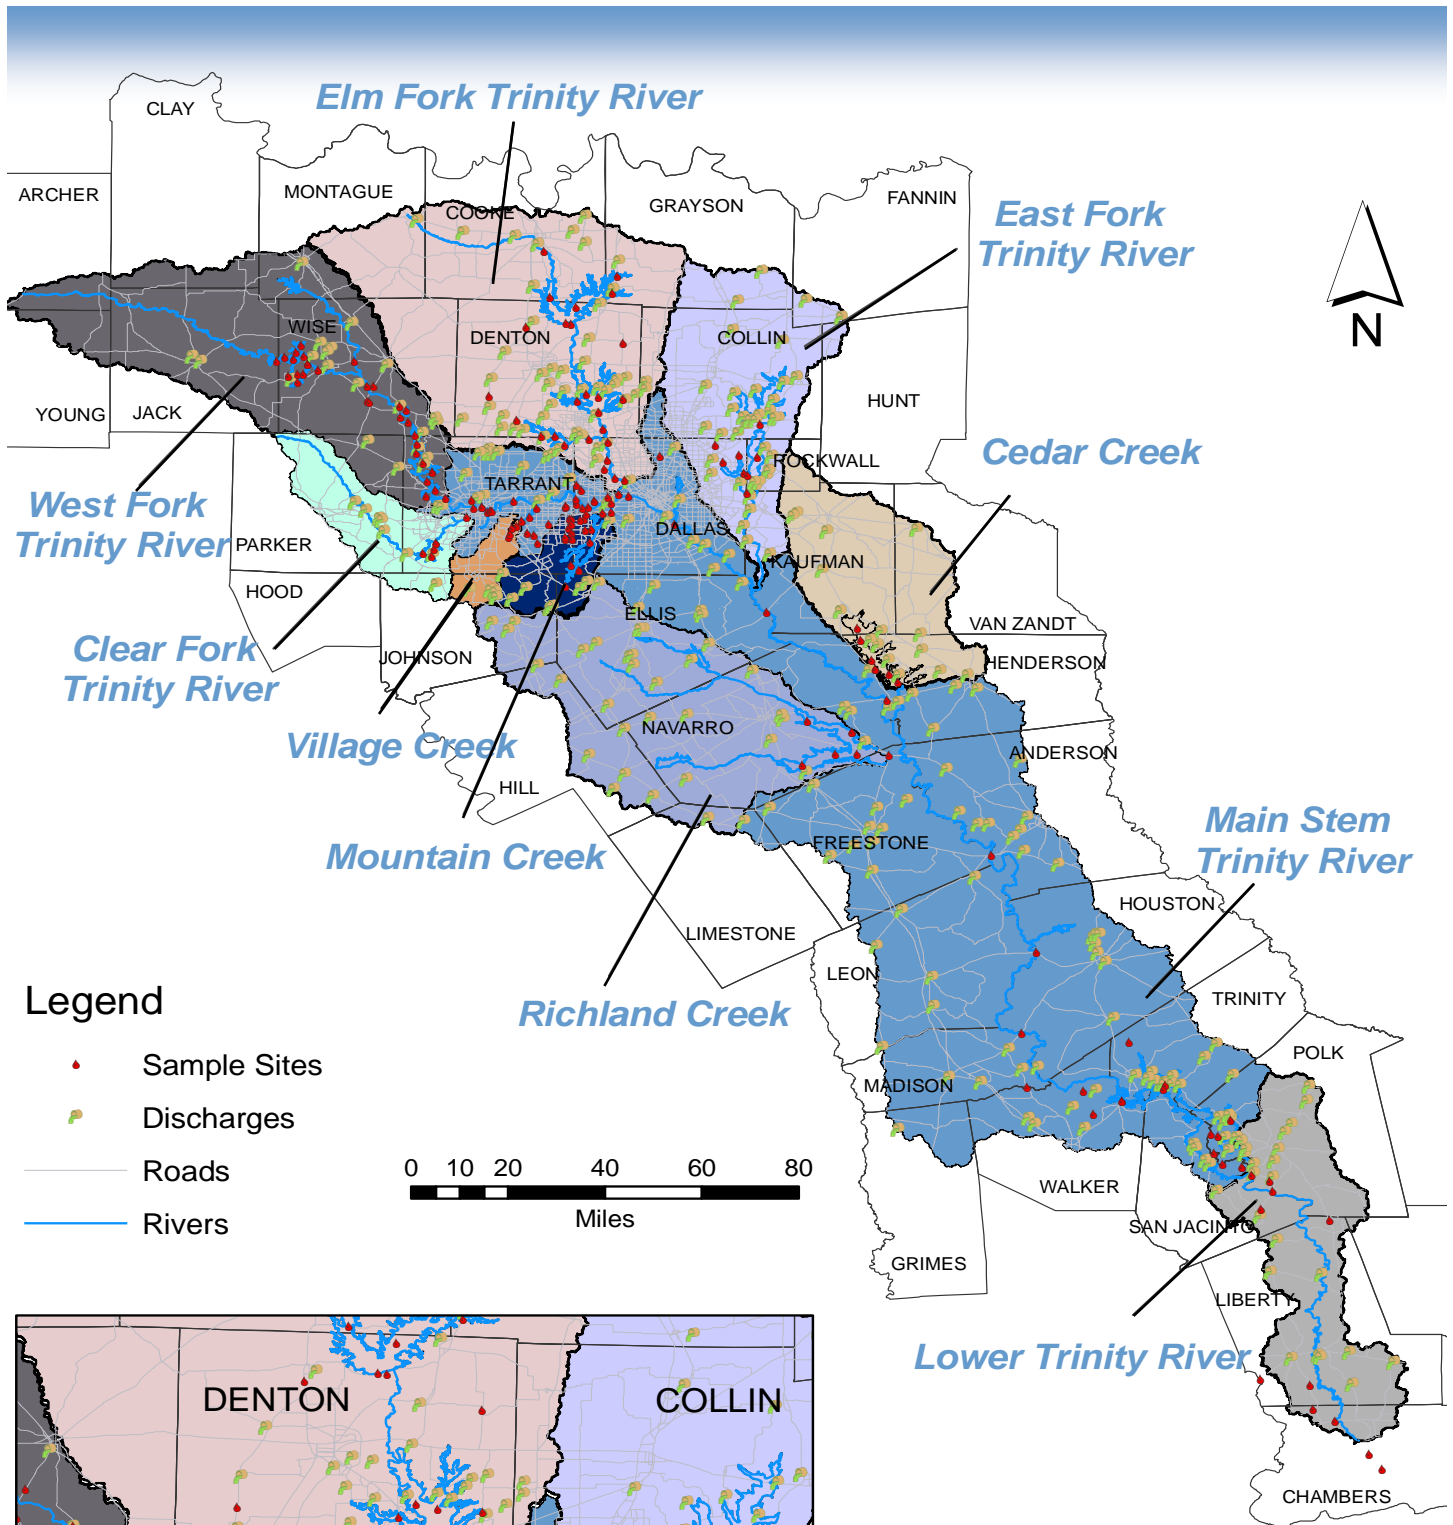 CLAY
Elm Fork Trinity River
ARCHER
MONTAGUE
COOKE
GRAYSON
FANNIN
East Fork
Trinity River
N
WISE
DENTON
COLLIN
YOUNG
JACK
HUNT
ROCKWALL
Cedar Creek
West Fork
Trinity River
TARRANT
DALLAS
PARKER
KAUFMAN
HOOD
ELLIS
VAN ZANDT
Clear Fork
Trinity River
JOHNSON
HENDERSON
NAVARRO
Village Creek
ANDERSON
HILL
Mountain Creek
FREESTONE
Main Stem
Trinity River
HOUSTON
LIMESTONE
LEON
Richland Creek
TRINITY
POLK
MADISON
WALKER
SAN JACINTO
GRIMES
LIBERTY
Lower Trinity River
CHAMBERS
Legend
Sample Sites
Discharges
Roads
Rivers
0 10 20 40 60 80
Miles
DENTON
COLLIN